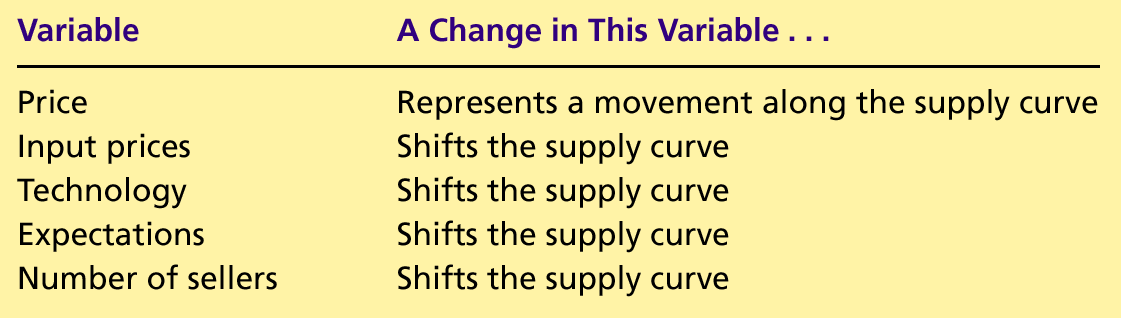 Variable A Change in This Variable . . .
Price Represents a movement along the supply curve
Input prices Shifts the supply curve
Technology Shifts the supply curve
Expectations Shifts the supply curve
Number of sellers Shifts the supply curve